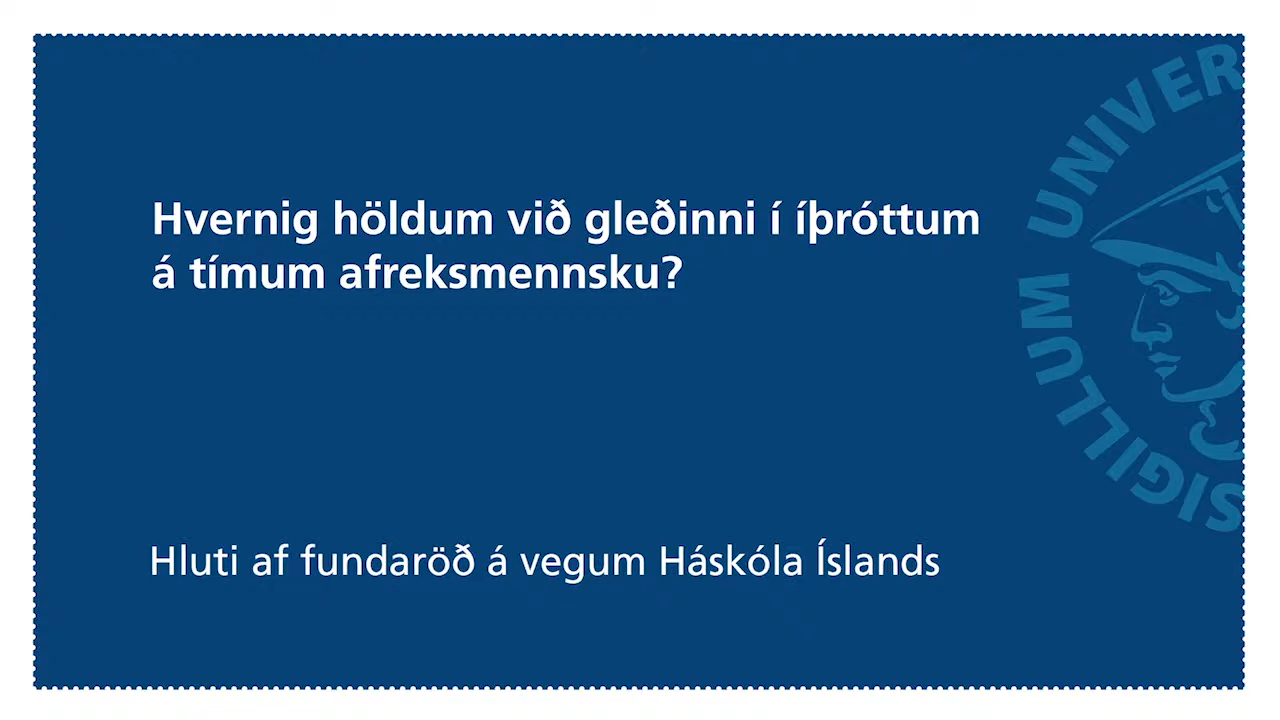 Hvernig höldum við gleðinni í íþróttum
á tímum afreksmennsku?
Hluti af fundaröð á vegum Háskóla Íslands
SIGILLUM UNIVER